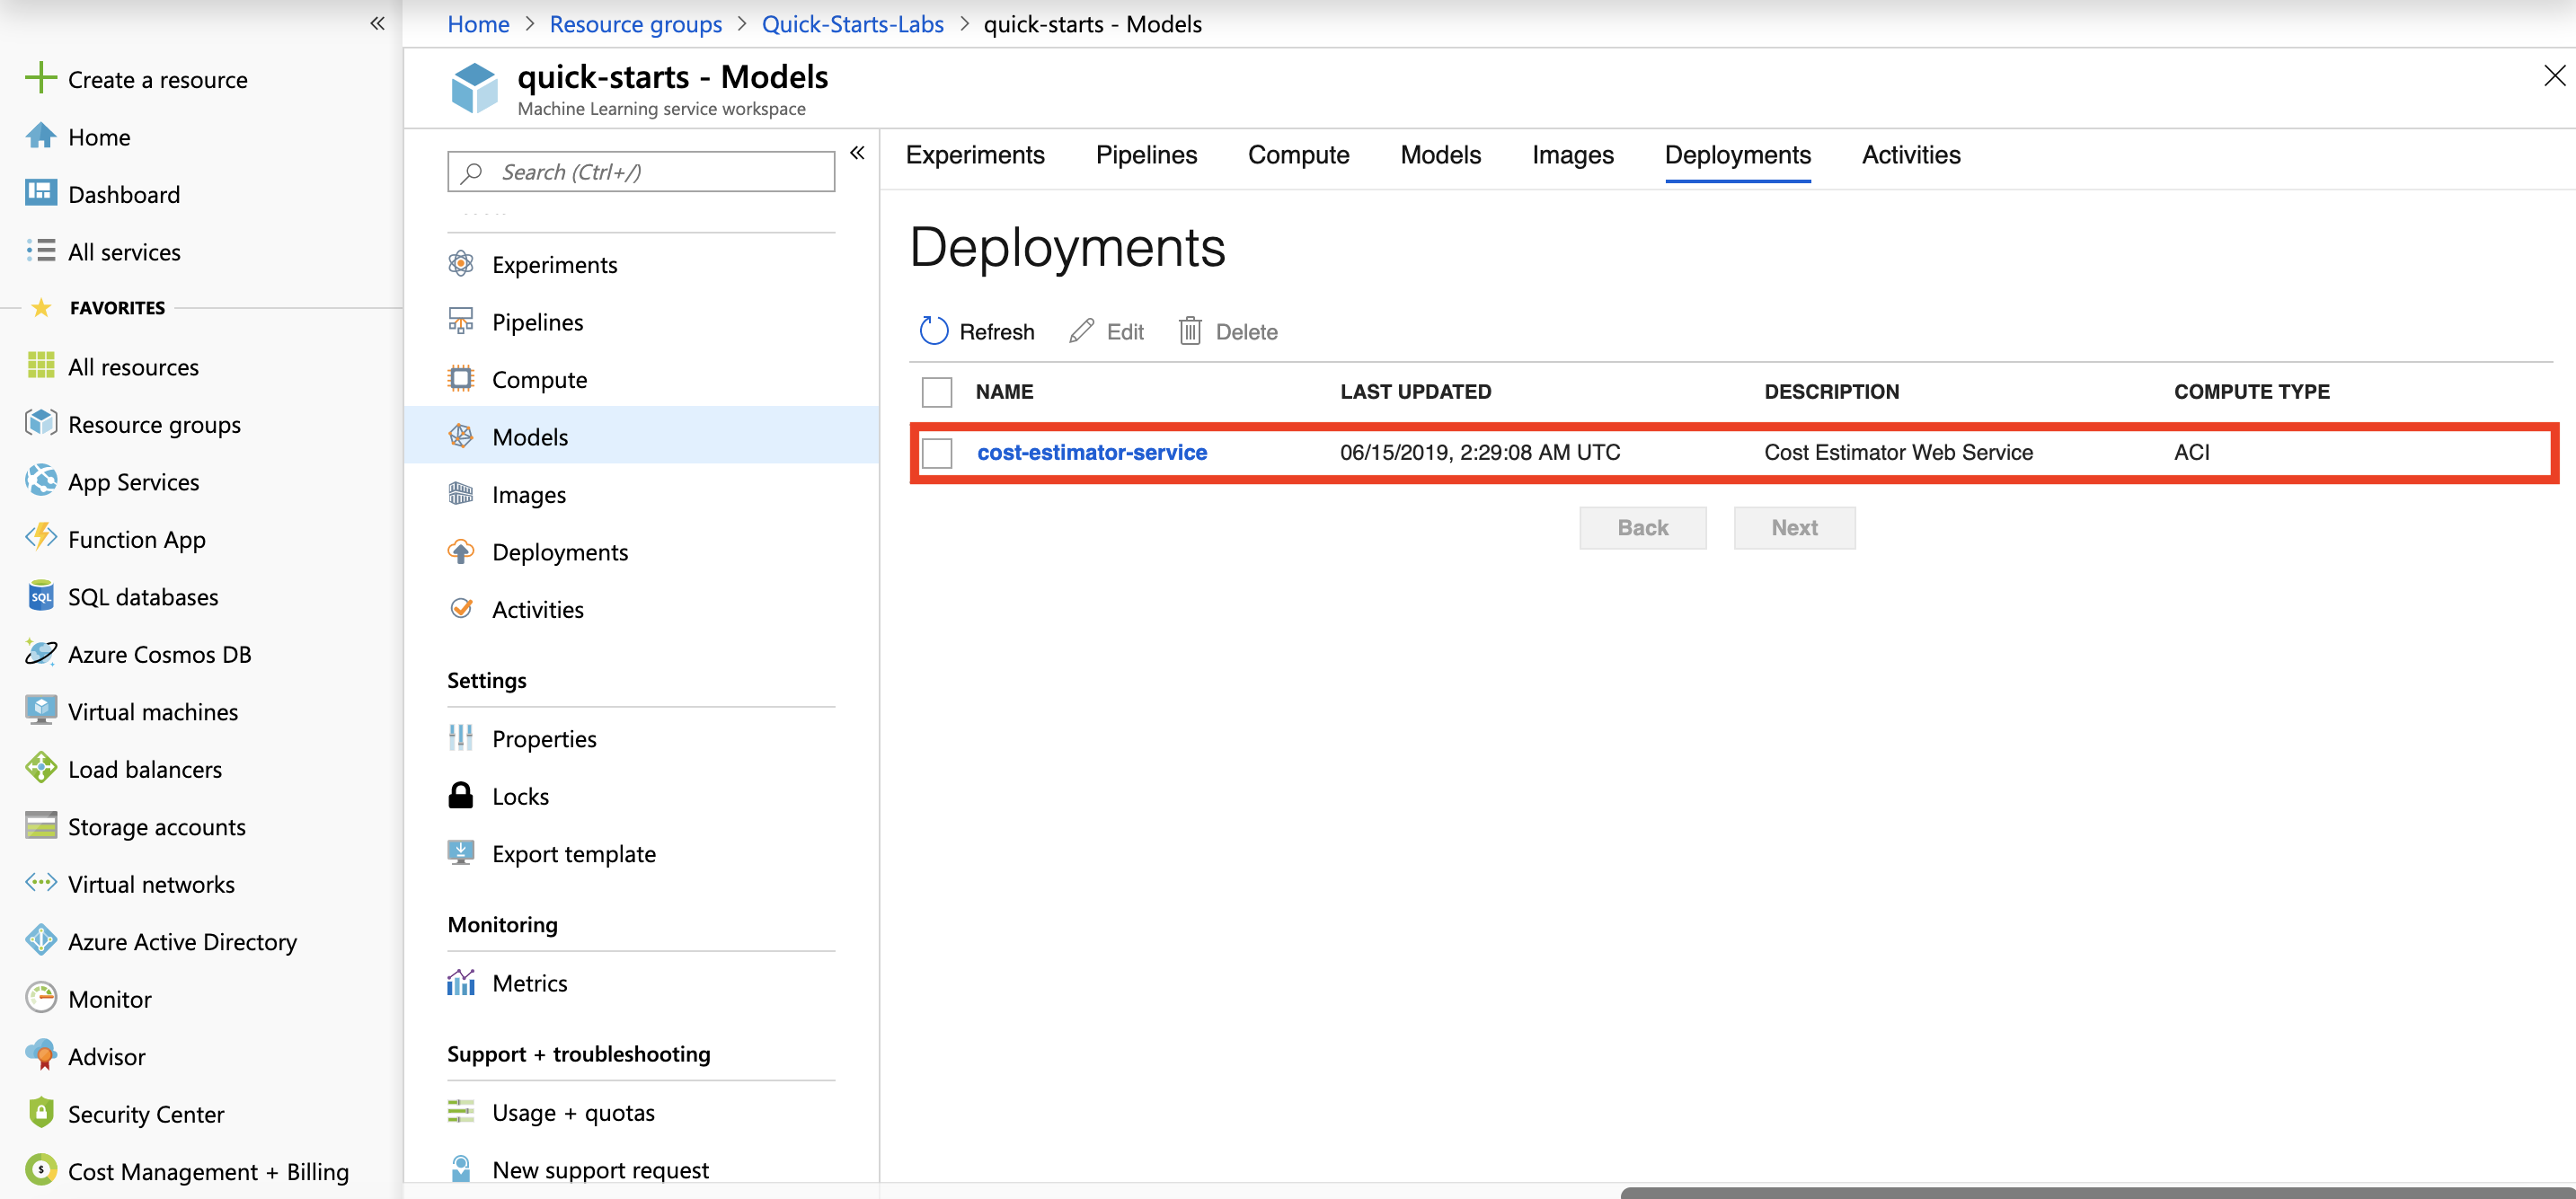 Home > Resource groups > Quick-Starts-Labs > quick-starts - Models
Create a resource
Home
Dashboard
All services
FAVORITES
All resources
Resource groups
App Services
Function App
SQL databases
Azure Cosmos DB
Virtual machines
Load balancers
Storage accounts
Virtual networks
Azure Active Directory
Monitor
Advisor
Security Center
Cost Management + Billing
quick-starts - Models
Machine Learning service workspace
Search (Ctrl+/)
Experiments
Pipelines
Compute
Models
Images
Deployments
Activities
Settings
Properties
Locks
Export template
Monitoring
Metrics
Support + troubleshooting
Usage + quotas
New support request
Experiments Pipelines Compute Models Images Deployments Activities
Deployments
Refresh Edit Delete
NAME LAST UPDATED DESCRIPTION COMPUTE TYPE
cost-estimator-service 06/15/2019, 2:29:08 AM UTC Cost Estimator Web Service ACI
Back Next